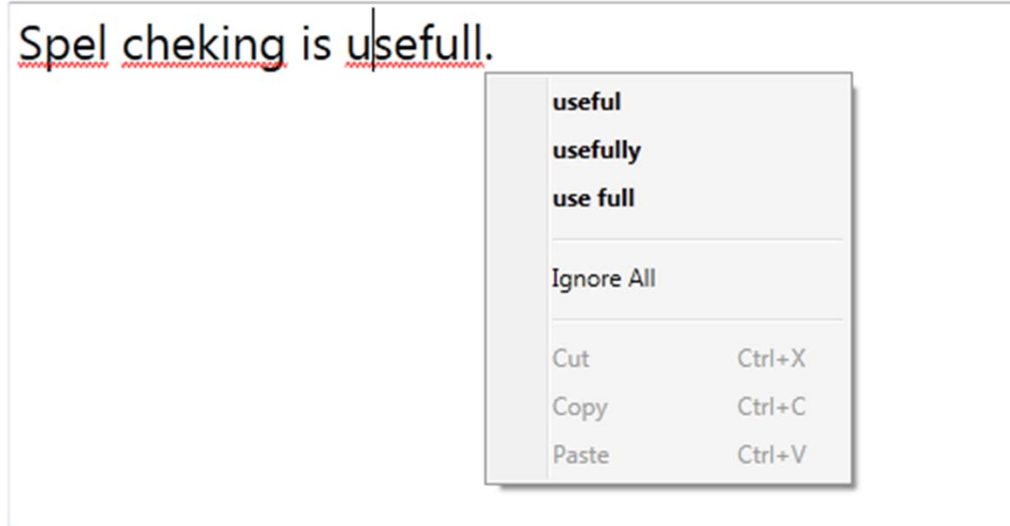 Spel cheking is usefull.
useful
usefully
use full
Ignore All
Cut Ctrl+X
Copy Ctrl+C
Paste Ctrl+V